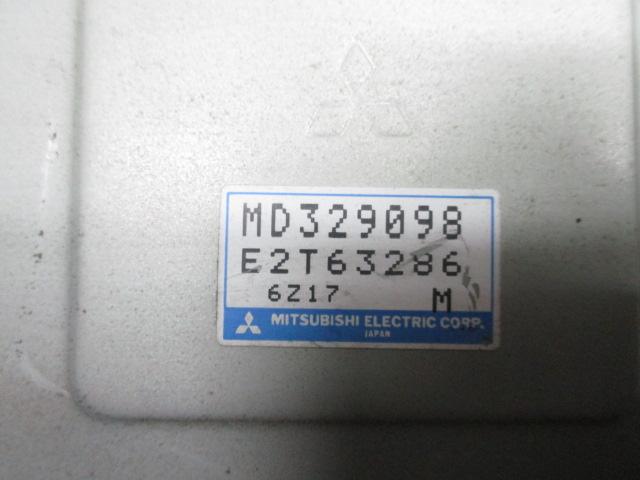 MD329098
E2T63286
6Z17 M
MITSUBISHI ELECTRIC CORP.
JAPAN